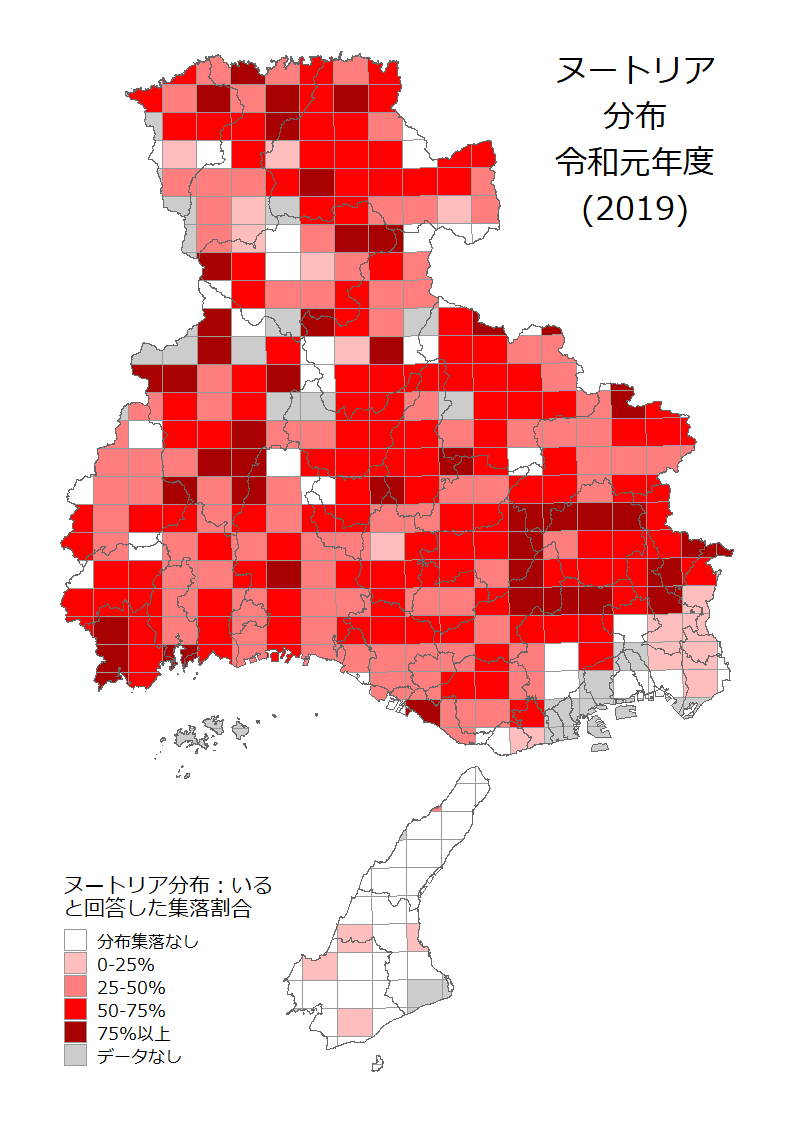 ヌートリア
分布
令和元年度
(2019)
ヌートリア分布：いる
と回答した集落割合
分布集落なし
0-25%
25-50%
50-75%
75%以上
データなし